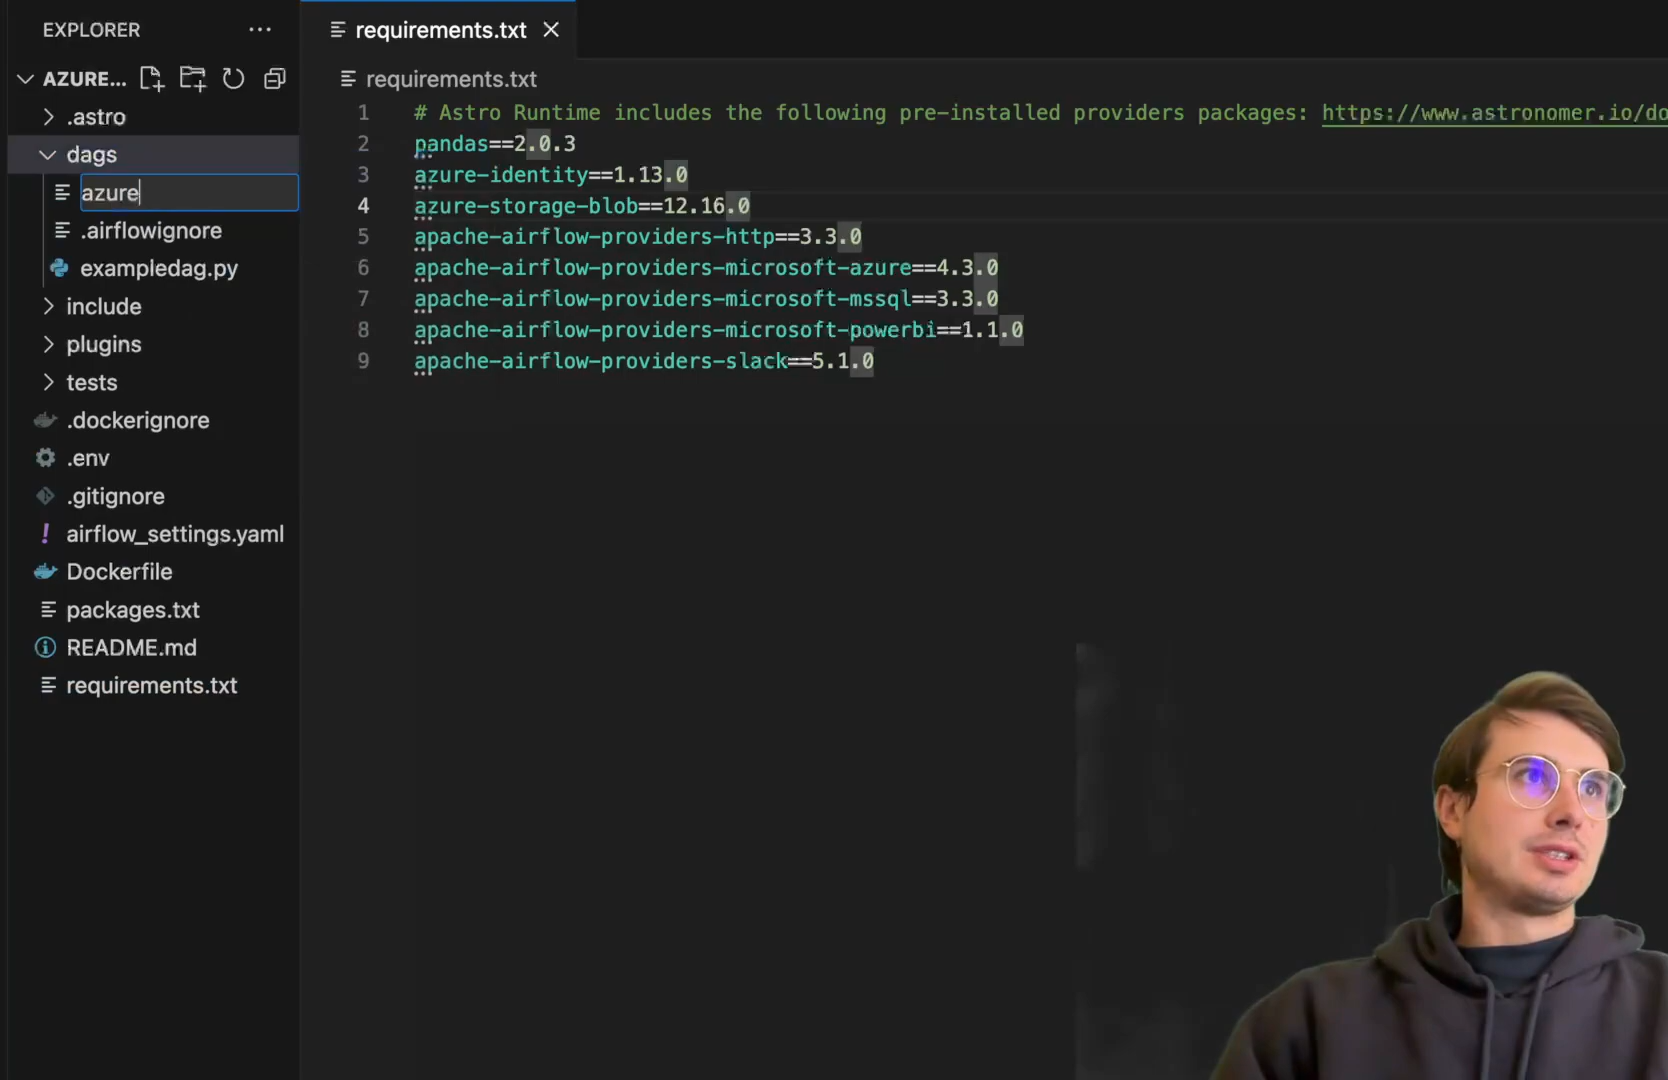 EXPLORER
AZURE...
.astro
dags
azure
.airflowignore
exampledag.py
include
plugins
tests
.dockerignore
.env
.gitignore
airflow_settings.yaml
Dockerfile
packages.txt
README.md
requirements.txt
requirements.txt
requirements.txt
1 # Astro Runtime includes the following pre-installed providers packages: https://www.astronomer.io/do
2 pandas==2.0.3
3 azure-identity==1.13.0
4 azure-storage-blob==12.16.0
5 apache-airflow-providers-http==3.3.0
6 apache-airflow-providers-microsoft-azure==4.3.0
7 apache-airflow-providers-microsoft-mssql==3.3.0
8 apache-airflow-providers-microsoft-powerbi==1.1.0
9 apache-airflow-providers-slack==5.1.0